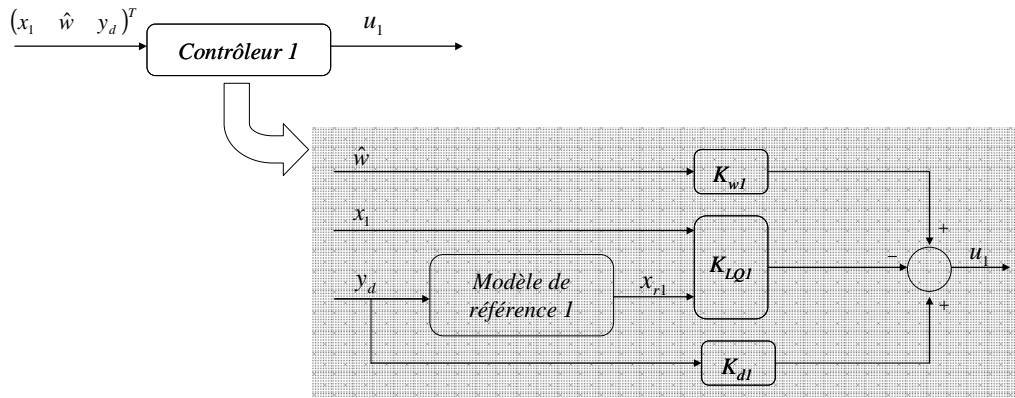 (x₁ ŵ y_d)ᵀ
u₁
Contrôleur 1
ŵ
K_w1
x₁
+
K_LQ1
−
u₁
y_d
Modèle de
référence 1
x_r1
+
K_d1